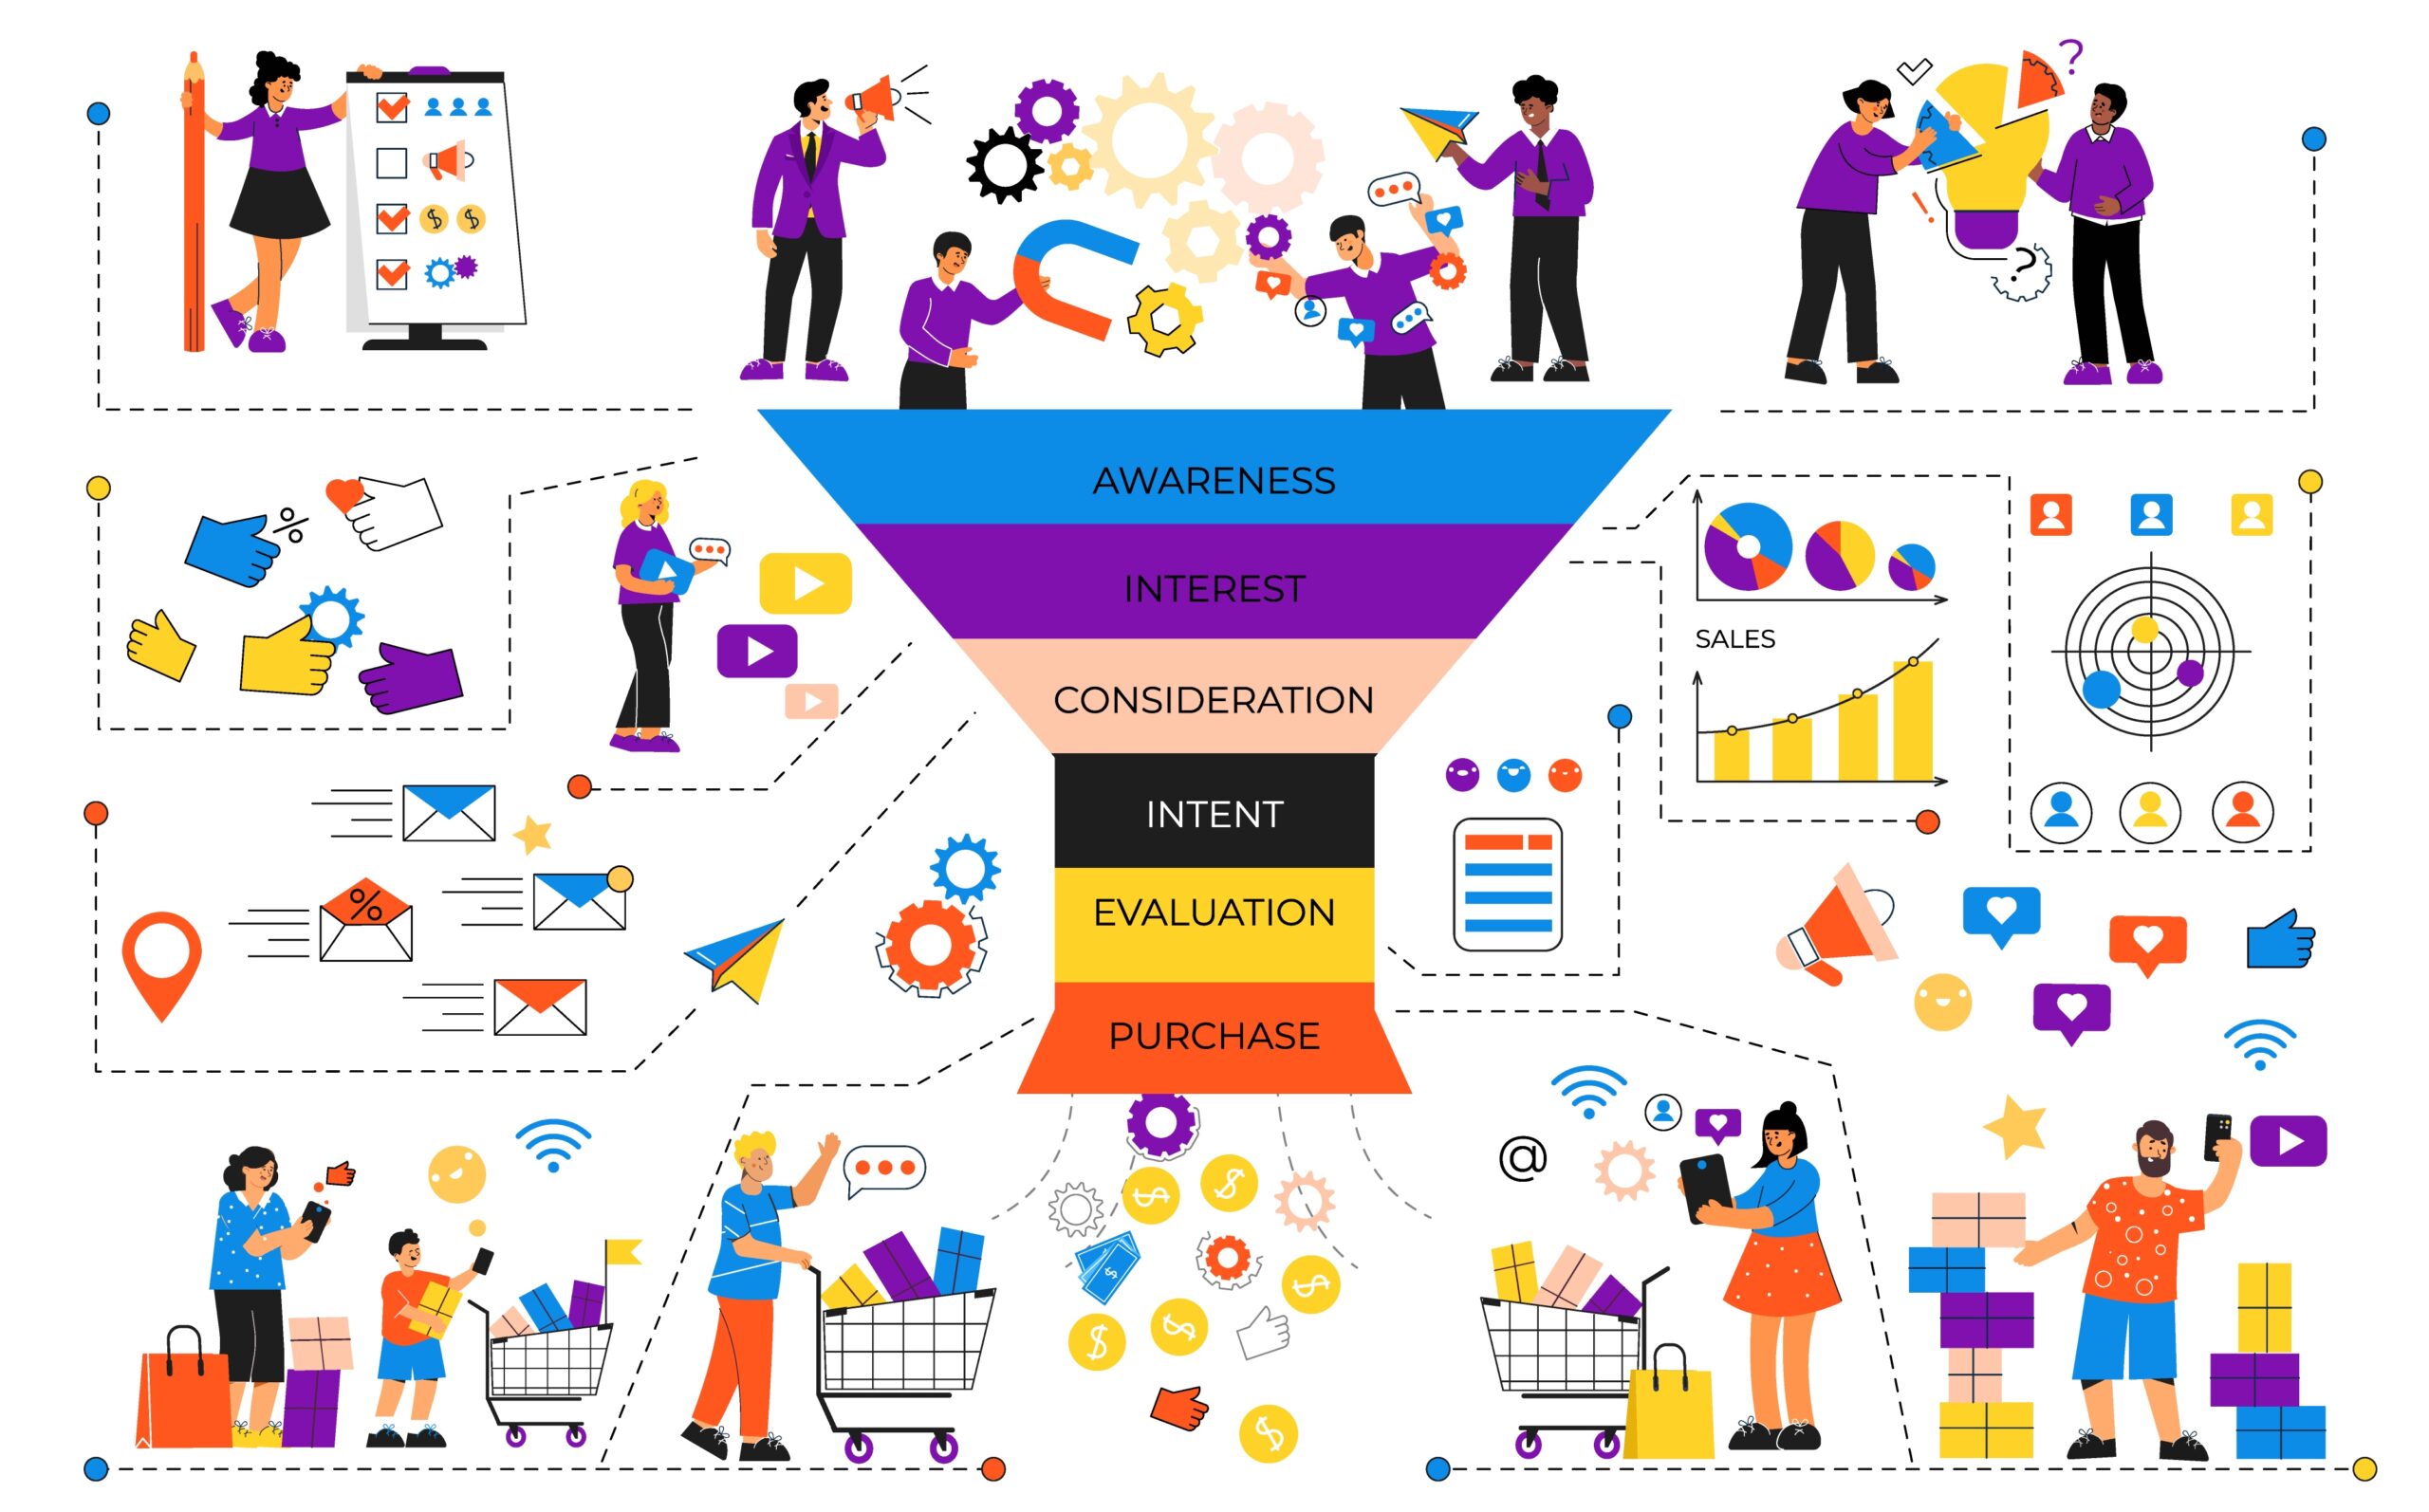 AWARENESS
INTEREST
CONSIDERATION
SALES
INTENT
EVALUATION
PURCHASE